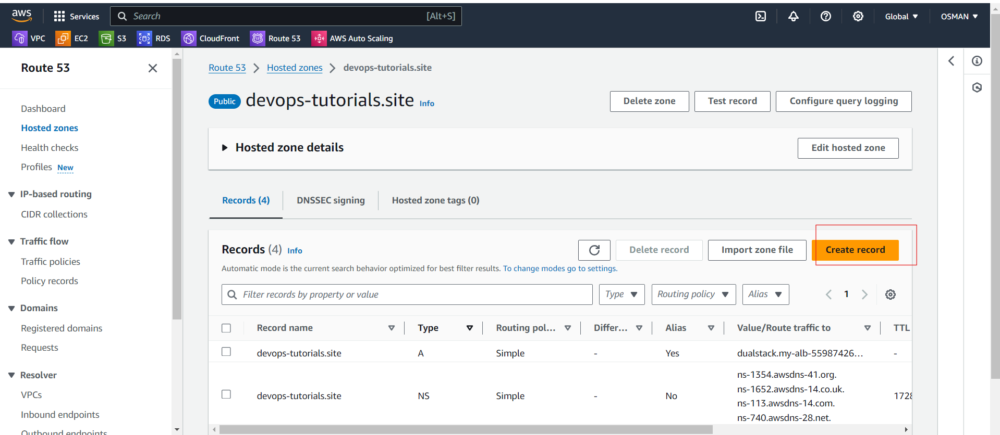 aws
Services
Search
[Alt+S]
Global
OSMAN
VPC
EC2
S3
RDS
CloudFront
Route 53
AWS Auto Scaling
Route 53
Dashboard
Hosted zones
Health checks
Profiles New
IP-based routing
CIDR collections
Traffic flow
Traffic policies
Policy records
Domains
Registered domains
Requests
Resolver
VPCs
Inbound endpoints
Outbound endpoints
Route 53 Hosted zones devops-tutorials.site
Public devops-tutorials.site Info
Delete zone
Test record
Configure query logging
Hosted zone details
Edit hosted zone
Records (4)
DNSSEC signing
Hosted zone tags (0)
Records (4) Info
Delete record
Import zone file
Create record
Automatic mode is the current search behavior optimized for best filter results. To change modes go to settings.
Filter records by property or value
Type
Routing policy
Alias
1
Record name Type Routing pol... Differ... Alias Value/Route traffic to TTL
devops-tutorials.site A Simple - Yes dualstack.my-alb-55987426... -
devops-tutorials.site NS Simple - No
ns-1354.awsdns-41.org.
ns-1652.awsdns-14.co.uk.
ns-113.awsdns-14.com.
ns-740.awsdns-28.net.